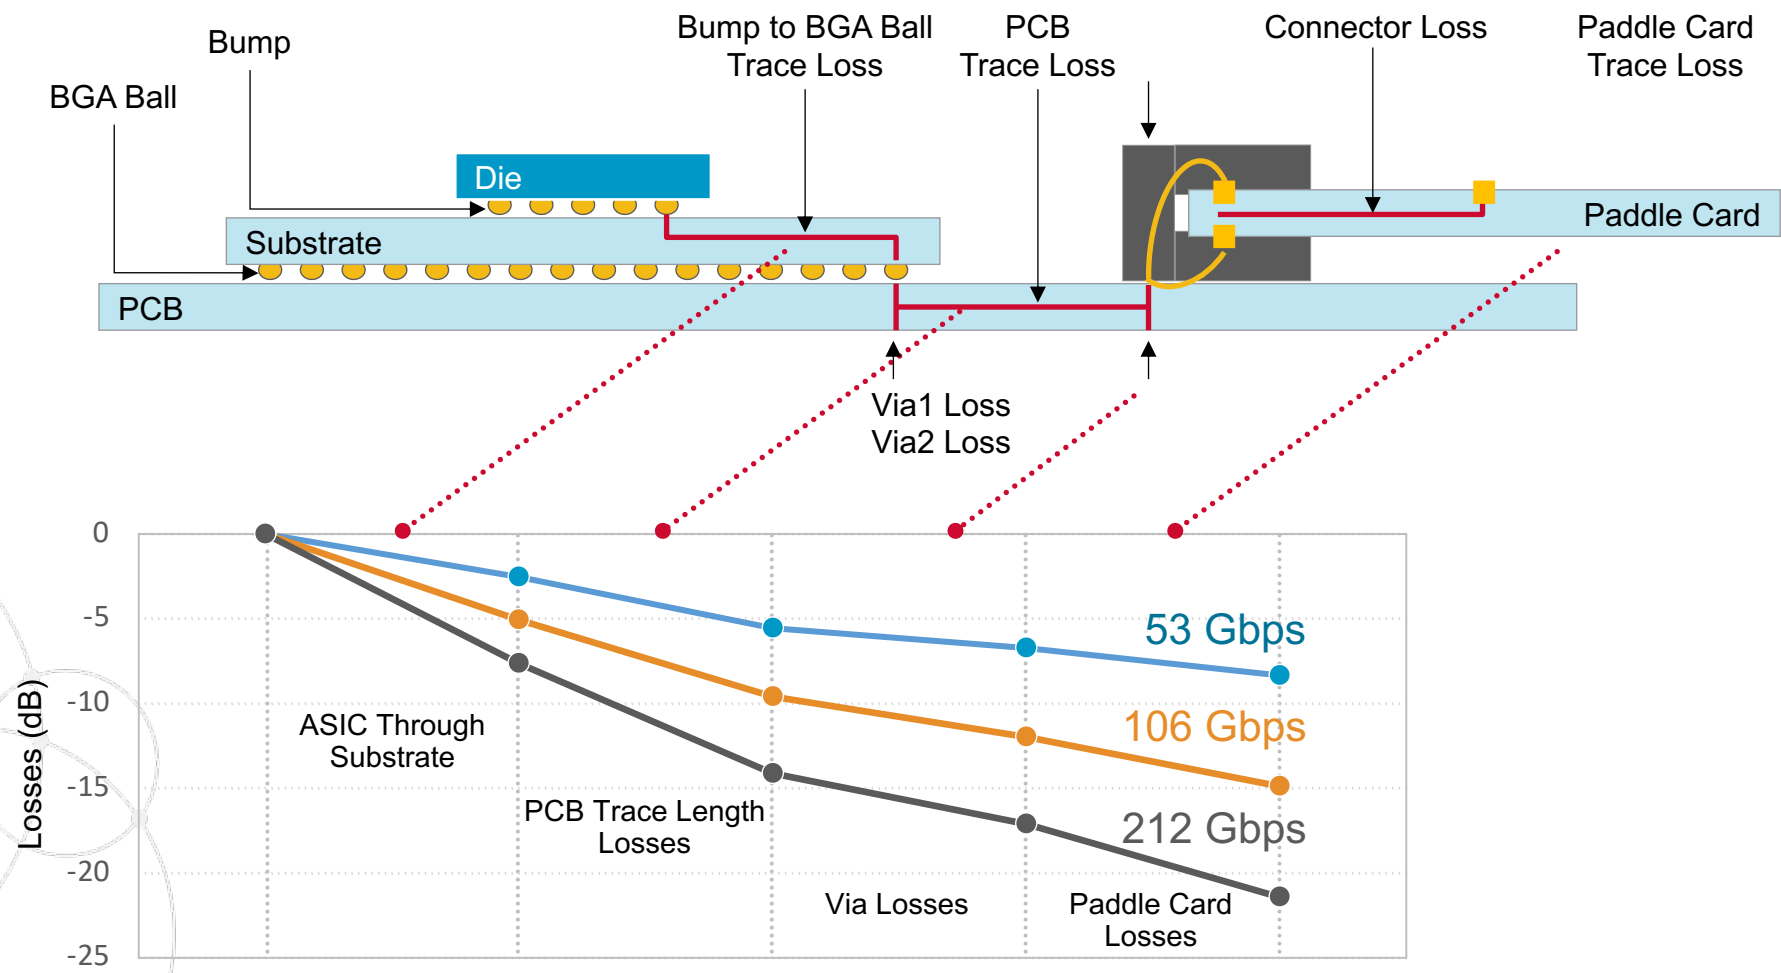 Bump to BGA Ball
Trace Loss
PCB
Trace Loss
Connector Loss
Paddle Card
Trace Loss
Bump
BGA Ball
Die
Substrate
Paddle Card
PCB
Via1 Loss
Via2 Loss
0
-5
-10
-15
-20
-25
Losses (dB)
53 Gbps
106 Gbps
212 Gbps
ASIC Through
Substrate
PCB Trace Length
Losses
Via Losses
Paddle Card
Losses